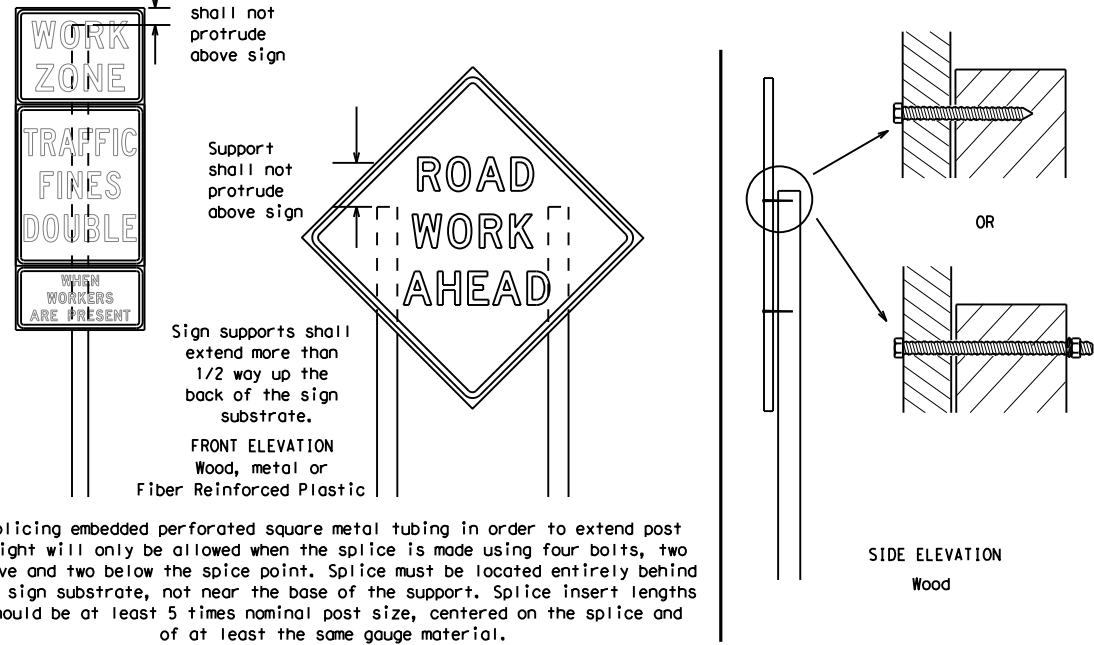 shall not
protrude
above sign
WORK
ZONE
TRAFFIC
FINES
DOUBLE
WHEN
WORKERS
ARE PRESENT
Support
shall not
protrude
above sign
ROAD
WORK
AHEAD
Sign supports shall
extend more than
1/2 way up the
back of the sign
substrate.
FRONT ELEVATION
Wood, metal or
Fiber Reinforced Plastic
OR
SIDE ELEVATION
Wood
plicing embedded perforated square metal tubing in order to extend post
ight will only be allowed when the splice is made using four bolts, two
ve and two below the spice point. Splice must be located entirely behind
sign substrate, not near the base of the support. Splice insert lengths
ould be at least 5 times nominal post size, centered on the splice and
of at least the same gauge material.